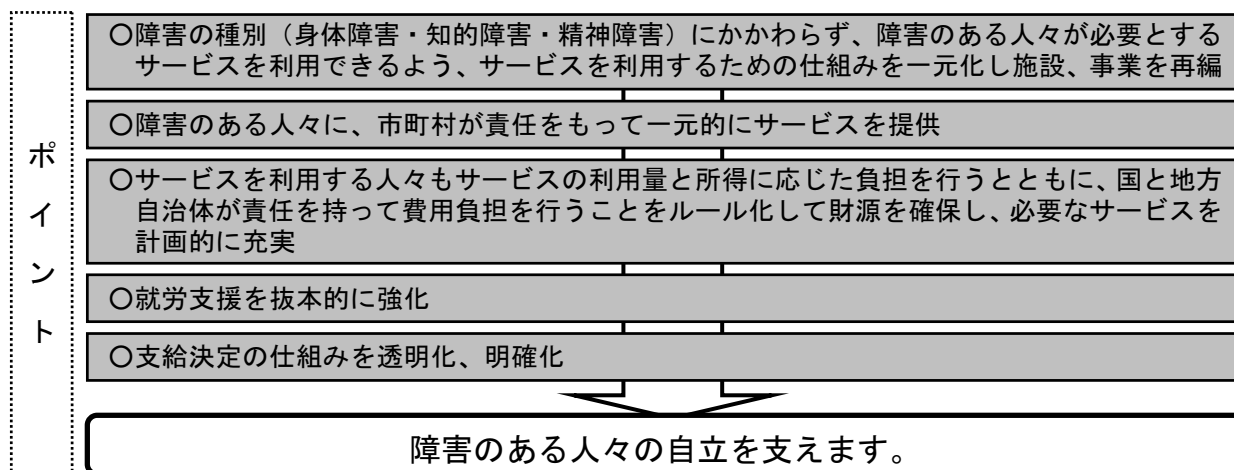 ポイント
〇障害の種別（身体障害・知的障害・精神障害）にかかわらず、障害のある人々が必要とする
サービスを利用できるよう、サービスを利用するための仕組みを一元化し施設、事業を再編
〇障害のある人々に、市町村が責任をもって一元的にサービスを提供
〇サービスを利用する人々もサービスの利用量と所得に応じた負担を行うとともに、国と地方
自治体が責任を持って費用負担を行うことをルール化して財源を確保し、必要なサービスを
計画的に充実
〇就労支援を抜本的に強化
〇支給決定の仕組みを透明化、明確化
障害のある人々の自立を支えます。